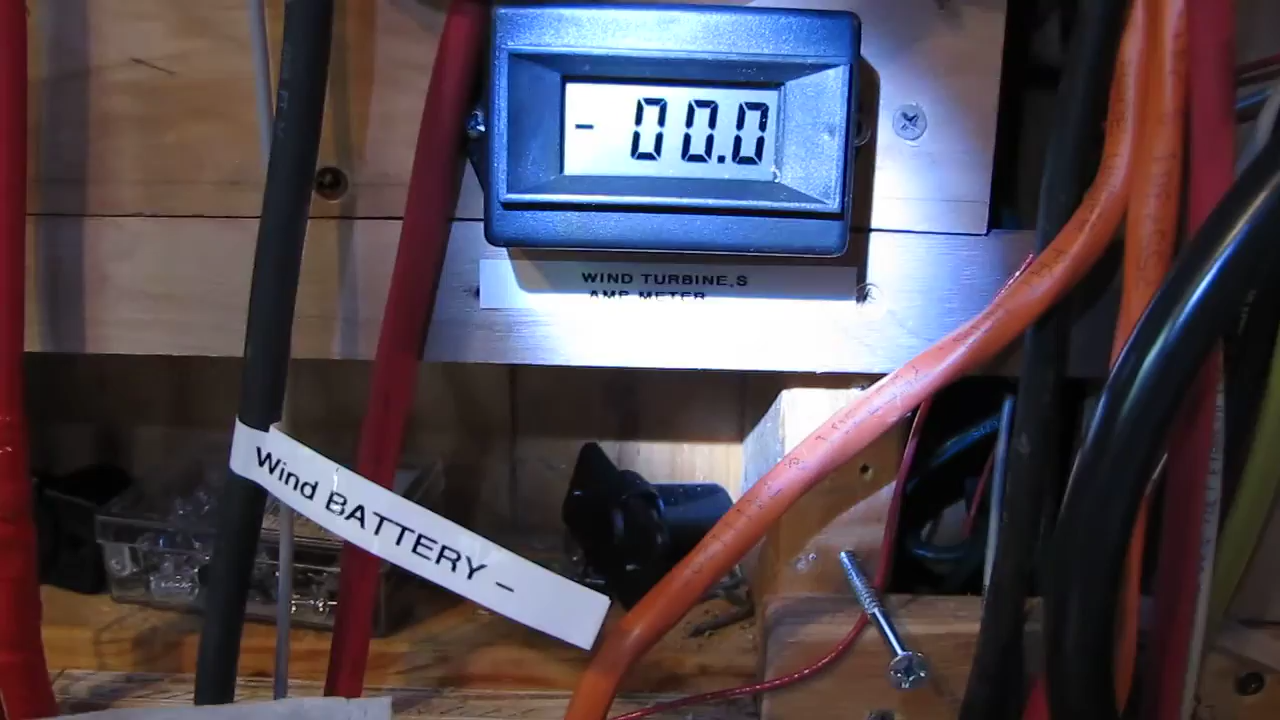 - 00.0
WIND TURBINE,S
AMP METER
Wind BATTERY -